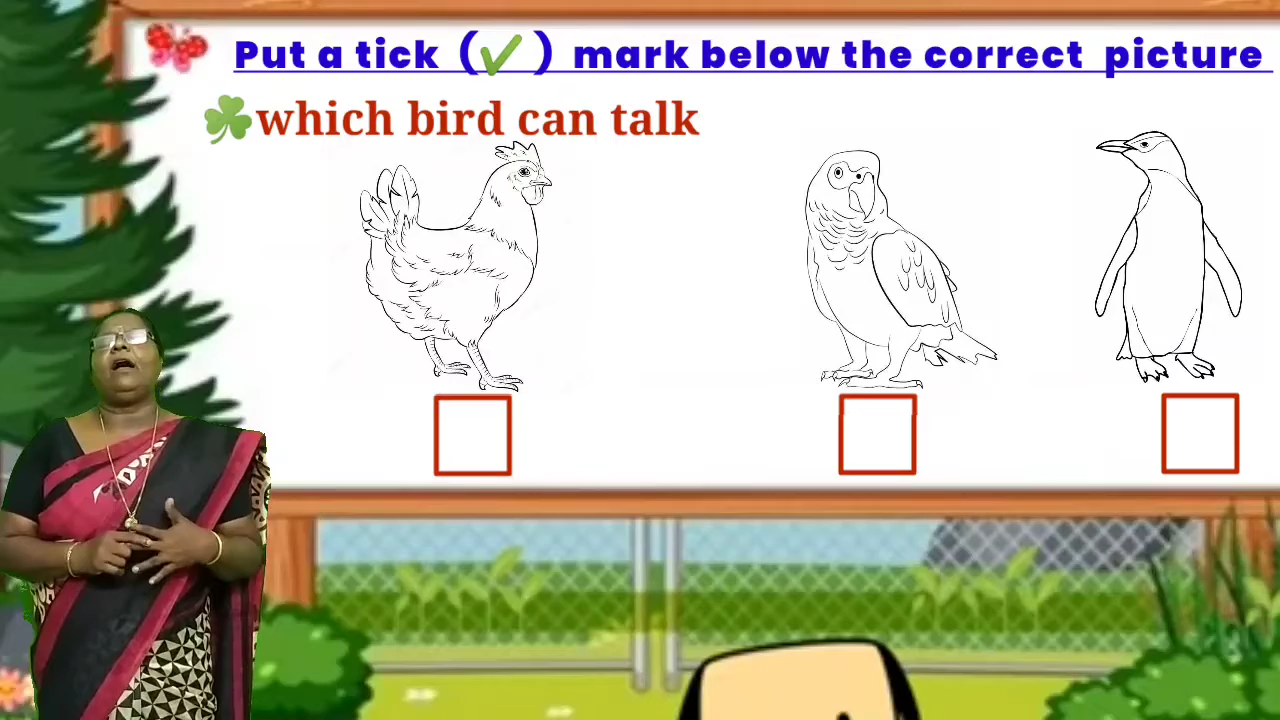 Put a tick (✓) mark below the correct picture
which bird can talk